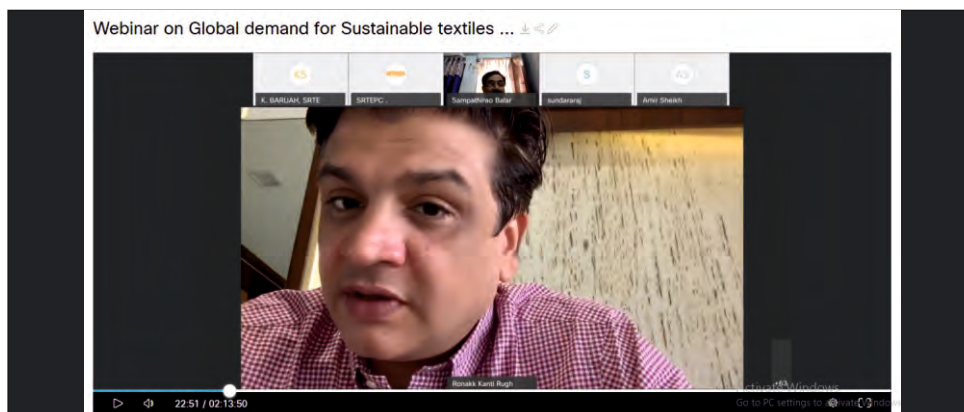 Webinar on Global demand for Sustainable textiles ...
KS
S
AS
K. BARUAH, SRTE
SRTEPC .
Sampathirao Balar
sundararaj
Amir Sheikh
Ronakk Kanti Rugh
Activate Windows
Go to PC settings to activate Windows
22:51 / 02:13:50